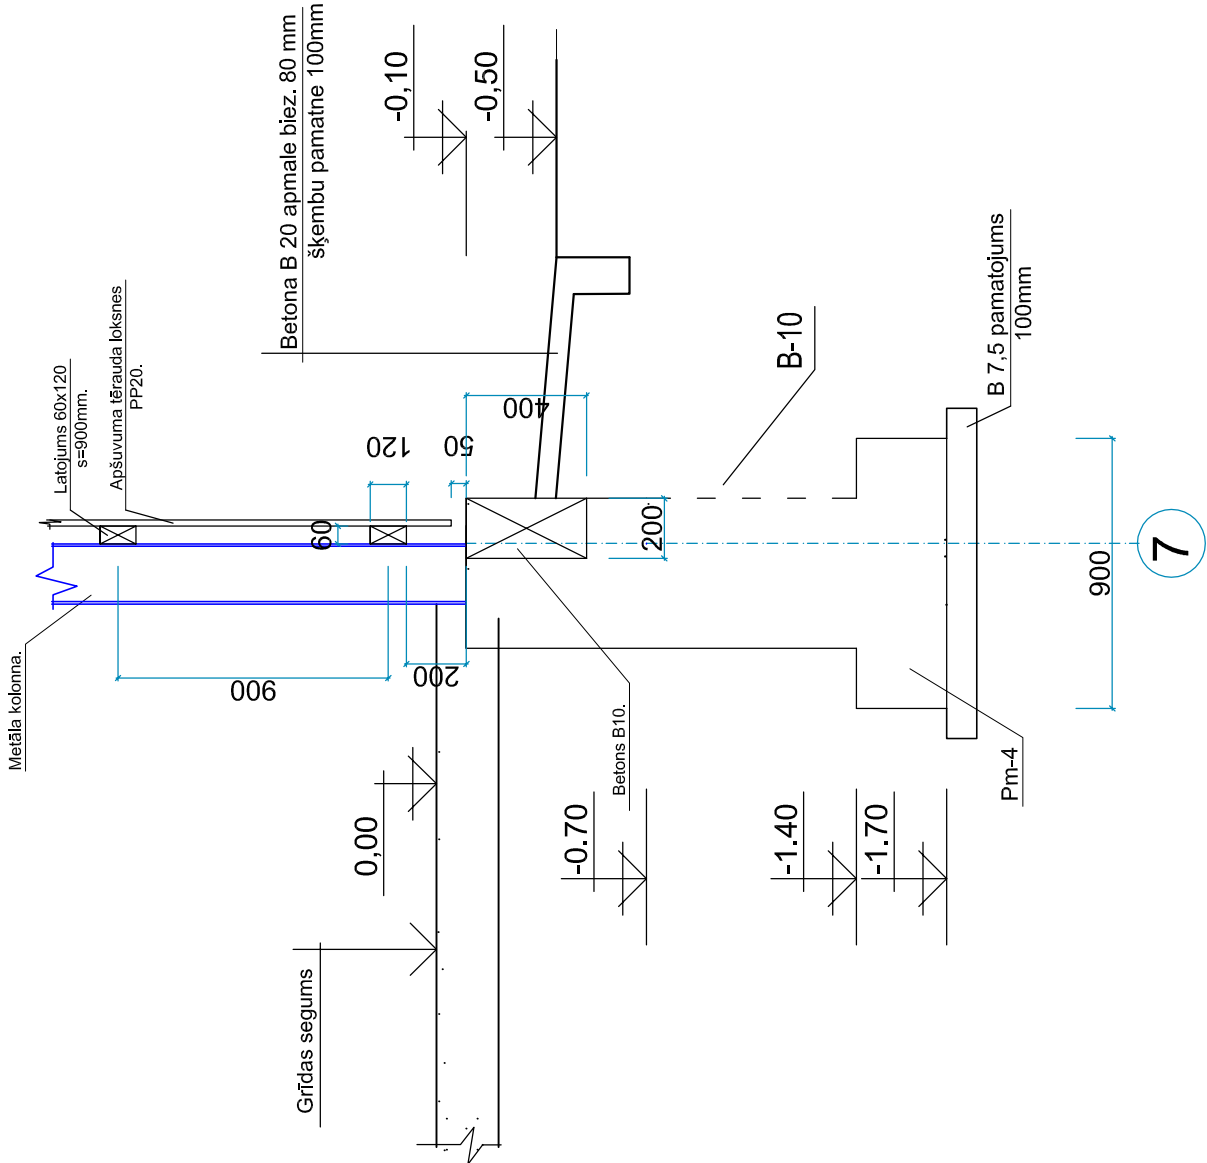 Metāla kolonna.
Latojums 60x120
s=900mm.
Apšuvuma tērauda loksnes
PP20.
Betona B 20 apmale biez. 80 mm
šķembu pamatne 100mm
-0,10
-0,50
900
200
60
120
50
400
200
0,00
Grīdas segums
Betons B10.
-0.70
-1.40
-1.70
B-10
B 7,5 pamatojums
100mm
Pm-4
900
7